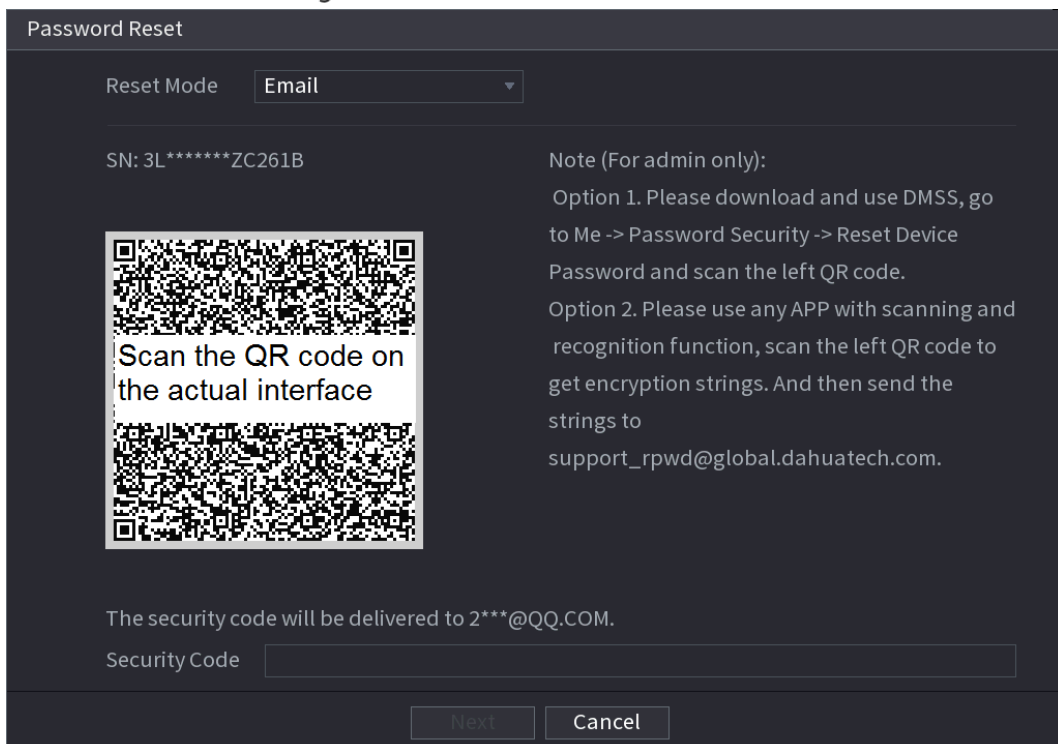 Password Reset
Reset Mode Email
SN: 3L*******ZC261B
Note (For admin only):
Option 1. Please download and use DMSS, go
to Me -> Password Security -> Reset Device
Password and scan the left QR code.
Option 2. Please use any APP with scanning and
recognition function, scan the left QR code to
get encryption strings. And then send the
strings to
support_rpwd@global.dahuatech.com.
Scan the QR code on
the actual interface
The security code will be delivered to 2***@QQ.COM.
Security Code
Next Cancel